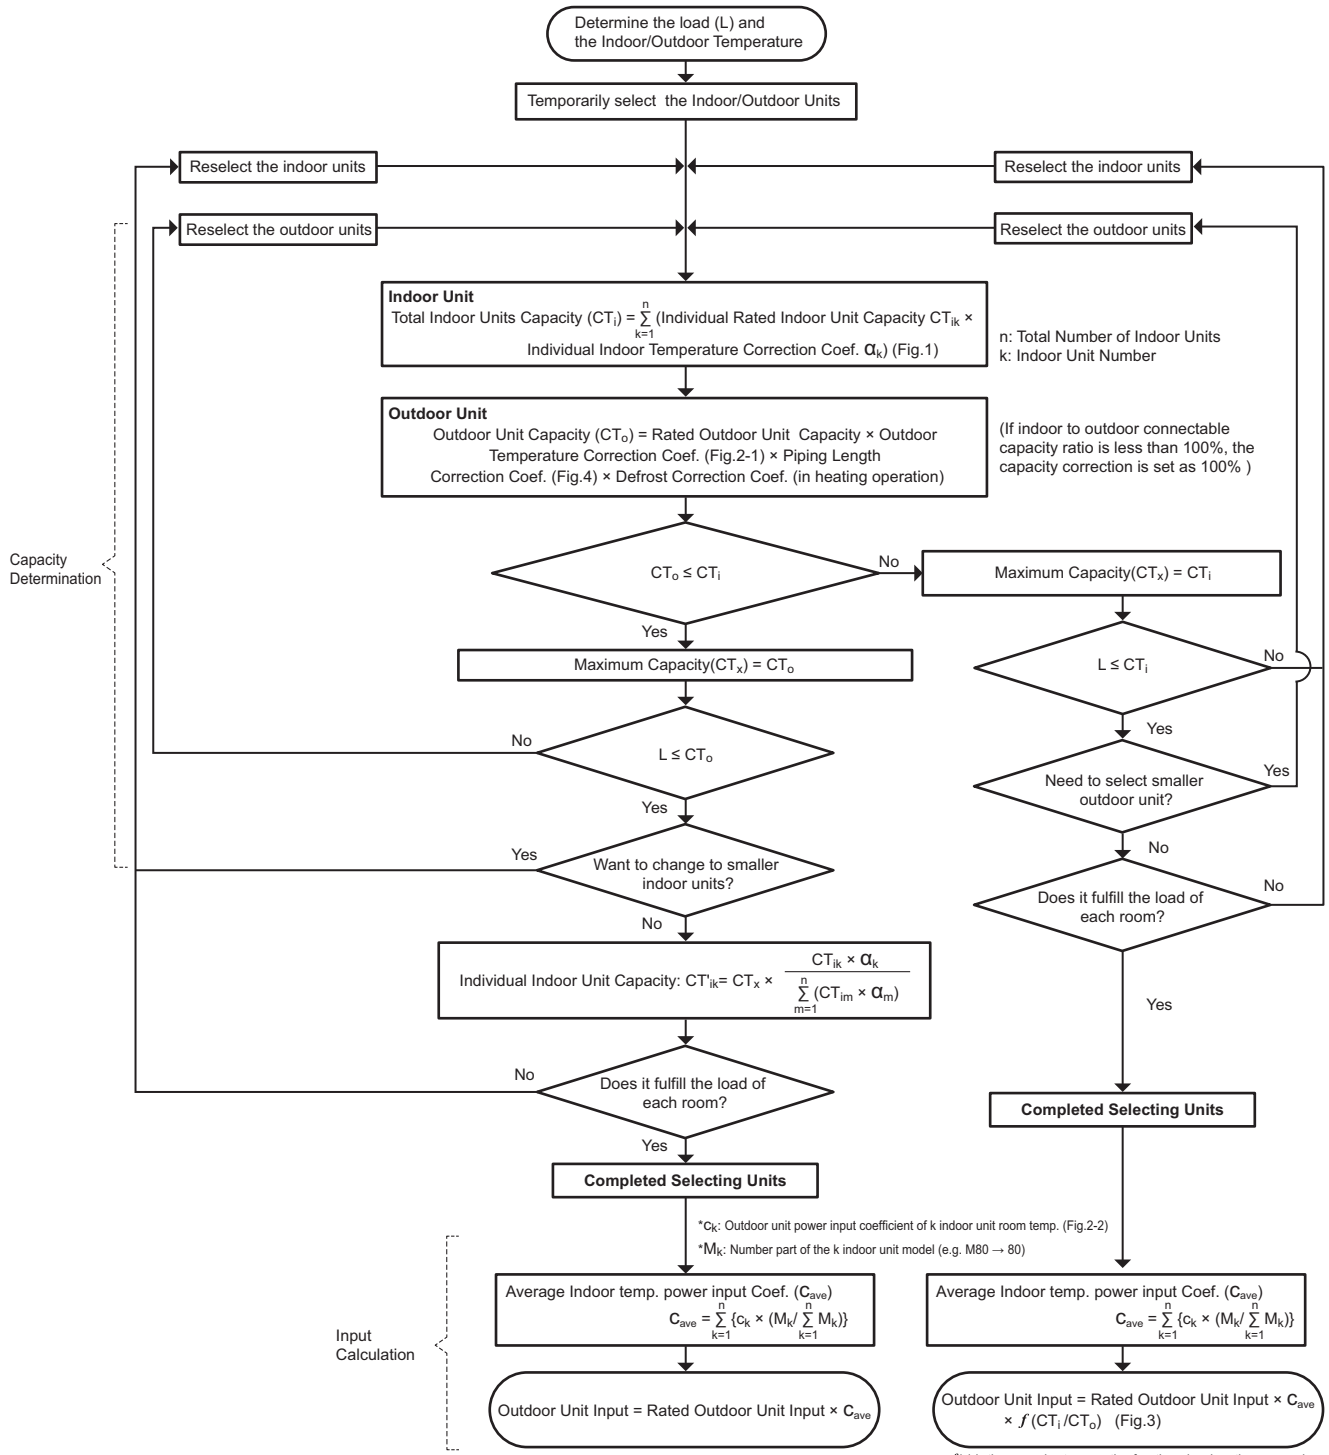 Determine the load (L) and
the Indoor/Outdoor Temperature
Temporarily select the Indoor/Outdoor Units
Reselect the indoor units
Reselect the indoor units
Reselect the outdoor units
Reselect the outdoor units
Indoor Unit
Total Indoor Units Capacity (CTi) = n∑k=1 (Individual Rated Indoor Unit Capacity CTik ×
Individual Indoor Temperature Correction Coef. αk) (Fig.1)
n: Total Number of Indoor Units
k: Indoor Unit Number
Outdoor Unit
Outdoor Unit Capacity (CTo) = Rated Outdoor Unit Capacity × Outdoor
Temperature Correction Coef. (Fig.2-1) × Piping Length
Correction Coef. (Fig.4) × Defrost Correction Coef. (in heating operation)
(If indoor to outdoor connectable
capacity ratio is less than 100%, the
capacity correction is set as 100% )
Capacity
Determination
CTo ≤ CTi
No
Maximum Capacity(CTx) = CTi
Yes
Maximum Capacity(CTx) = CTo
L ≤ CTi
No
Yes
No
L ≤ CTo
Need to select smaller
outdoor unit?
Yes
Yes
No
Yes
Want to change to smaller
indoor units?
Does it fulfill the load of
each room?
No
No
Individual Indoor Unit Capacity: CT'ik= CTx × CTik × αk / n∑m=1 (CTim × αm)
Yes
No
Does it fulfill the load of
each room?
Yes
Completed Selecting Units
Completed Selecting Units
*ck: Outdoor unit power input coefficient of k indoor unit room temp. (Fig.2-2)
*Mk: Number part of the k indoor unit model (e.g. M80 → 80)
Input
Calculation
Average Indoor temp. power input Coef. (cave)
cave = n∑k=1 {ck × (Mk/ n∑k=1 Mk)}
Average Indoor temp. power input Coef. (cave)
cave = n∑k=1 {ck × (Mk/ n∑k=1 Mk)}
Outdoor Unit Input = Rated Outdoor Unit Input × cave
Outdoor Unit Input = Rated Outdoor Unit Input × cave
× f (CTi /CTo) (Fig.3)